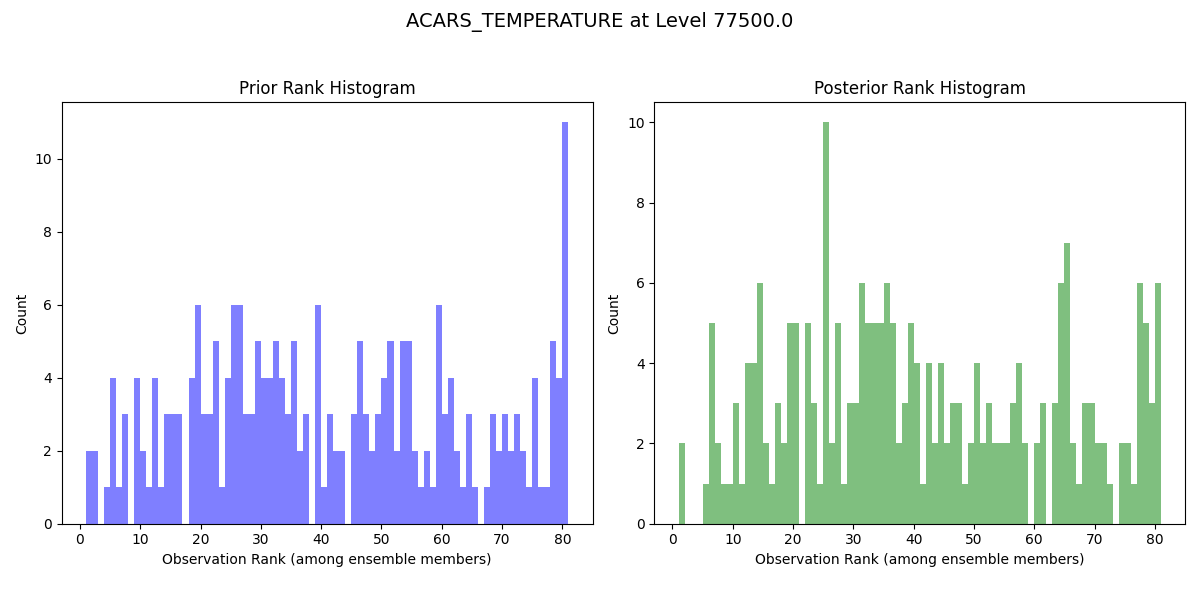 ACARS_TEMPERATURE at Level 77500.0
Prior Rank Histogram
Count
10
8
6
4
2
0
0 10 20 30 40 50 60 70 80
Observation Rank (among ensemble members)
Posterior Rank Histogram
Count
10
8
6
4
2
0
0 10 20 30 40 50 60 70 80
Observation Rank (among ensemble members)